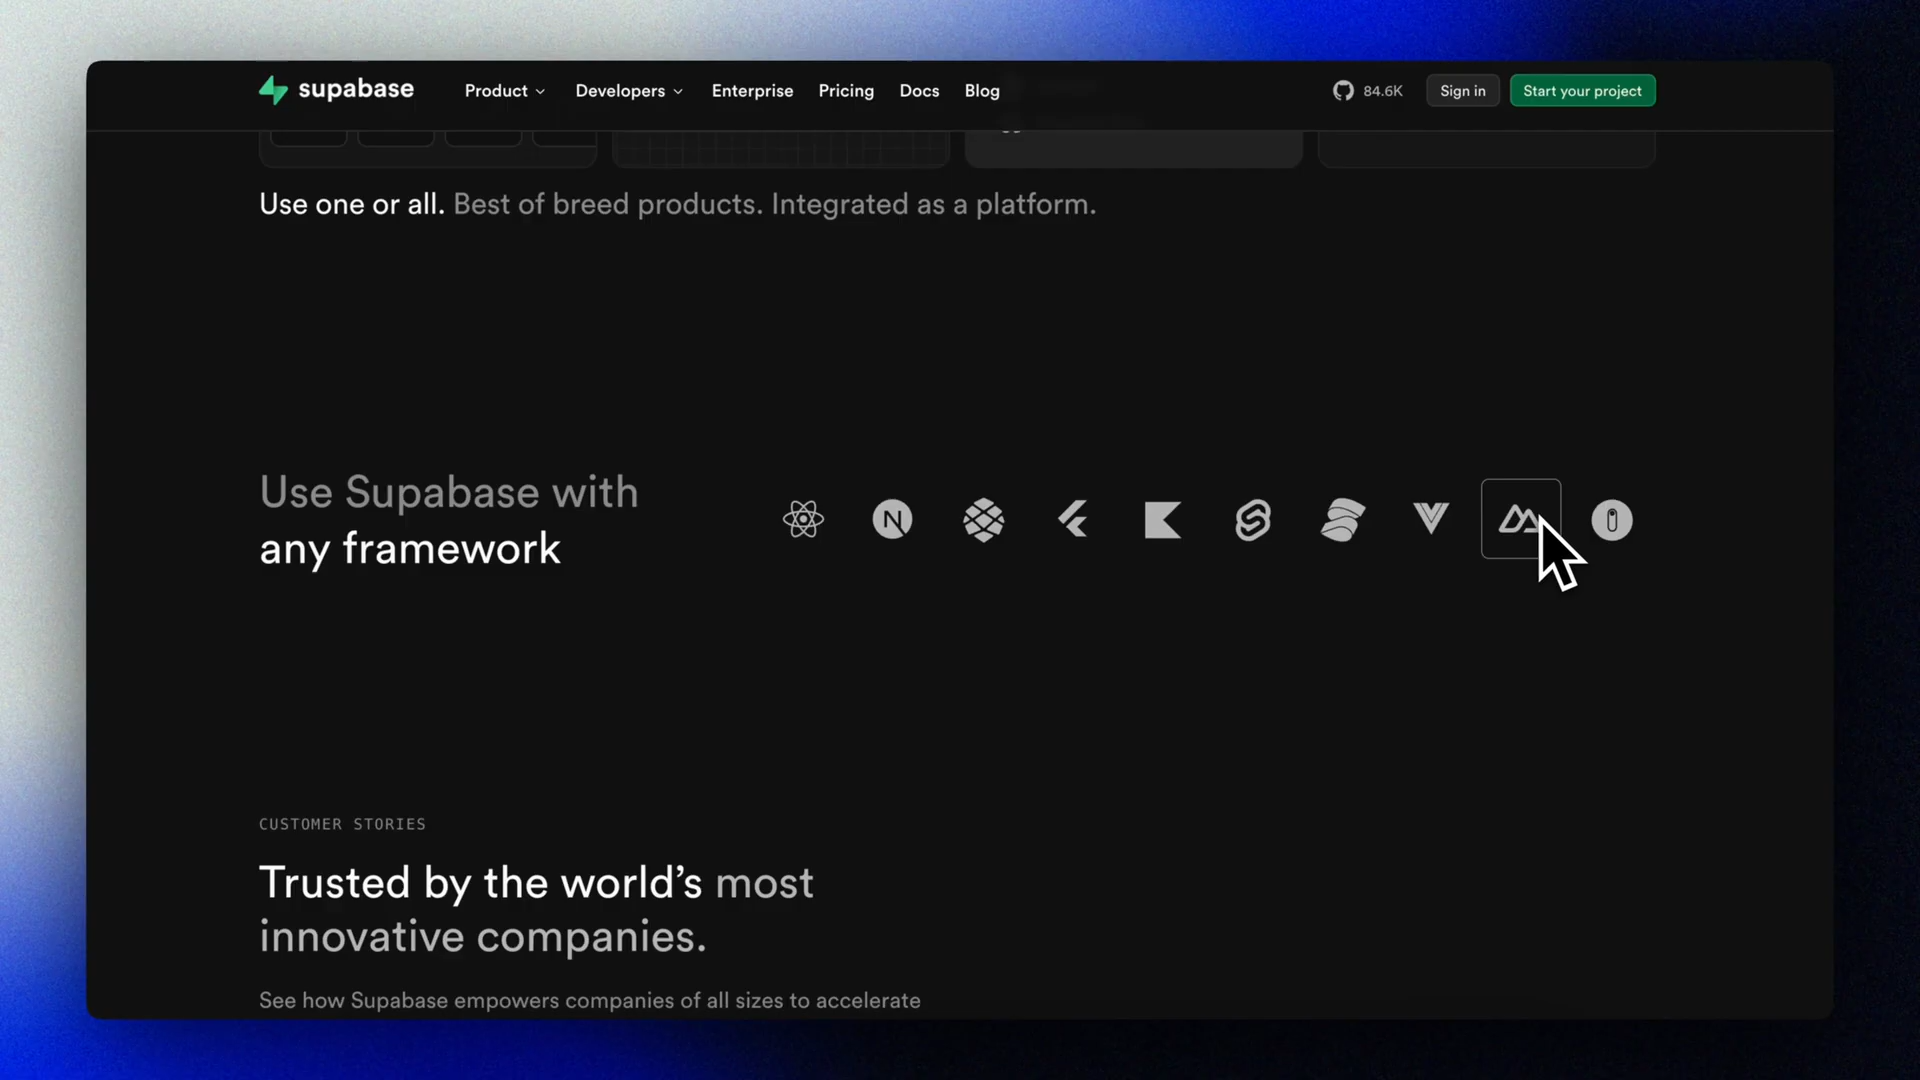 supabase
Product
Developers
Enterprise
Pricing
Docs
Blog
84.6K
Sign in
Start your project
Use one or all. Best of breed products. Integrated as a platform.
Use Supabase with
any framework
CUSTOMER STORIES
Trusted by the world’s most
innovative companies.
See how Supabase empowers companies of all sizes to accelerate